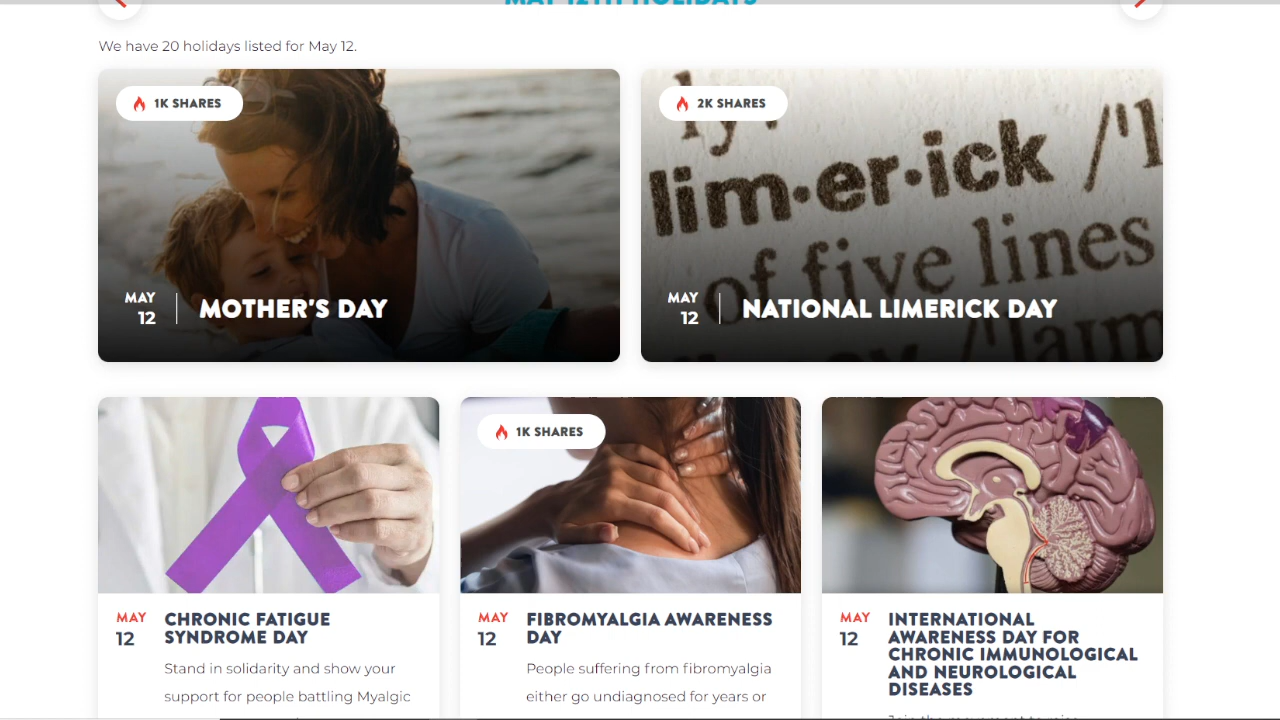 MAY 12TH HOLIDAYS
We have 20 holidays listed for May 12.
1K SHARES
2K SHARES
ly
lim·er·ick /'l
of five lines
MAY
12
MOTHER'S DAY
MAY
12
NATIONAL LIMERICK DAY
1K SHARES
MAY
12
CHRONIC FATIGUE
SYNDROME DAY
Stand in solidarity and show your
support for people battling Myalgic
MAY
12
FIBROMYALGIA AWARENESS
DAY
People suffering from fibromyalgia
either go undiagnosed for years or
MAY
12
INTERNATIONAL
AWARENESS DAY FOR
CHRONIC IMMUNOLOGICAL
AND NEUROLOGICAL
DISEASES